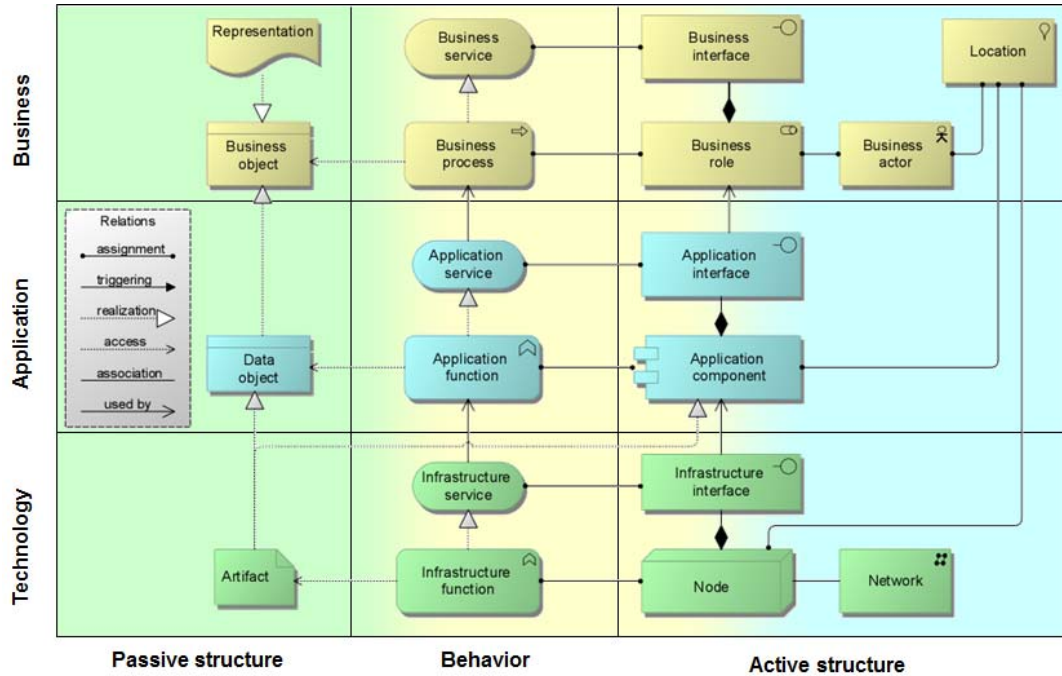 Business
Representation
Business
service
Business
interface
Location
Business
object
Business
process
Business
role
Business
actor
Application
Relations
assignment
triggering
realization
access
association
used by
Application
service
Application
interface
Data
object
Application
function
Application
component
Technology
Infrastructure
service
Infrastructure
interface
Artifact
Infrastructure
function
Node
Network
Passive structure
Behavior
Active structure